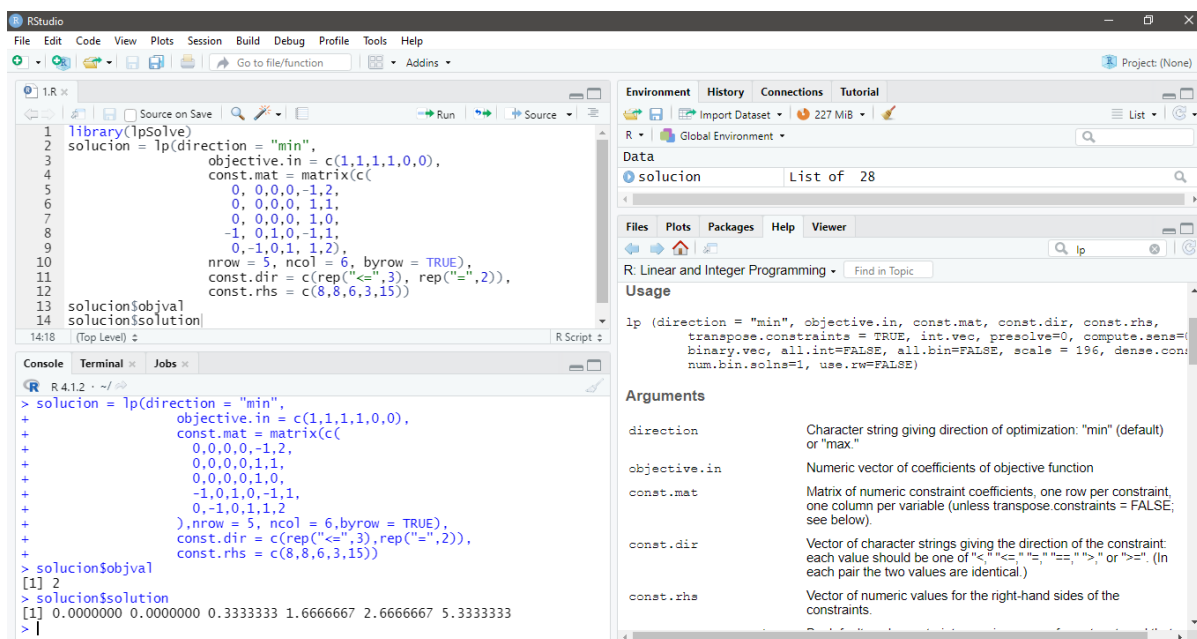 RStudio
File Edit Code View Plots Session Build Debug Profile Tools Help
Go to file/function Addins Project: (None)
1.R
Source on Save Run Source
1 library(lpSolve)
2 solucion = lp(direction = "min",
3 objective.in = c(1,1,1,1,0,0),
4 const.mat = matrix(c(
5 0, 0,0,0,-1,2,
6 0, 0,0,0, 1,1,
7 0, 0,0,0, 1,0,
8 -1, 0,1,0,-1,1,
9 0,-1,0,1, 1,2),
10 nrow = 5, ncol = 6, byrow = TRUE),
11 const.dir = c(rep("<=",3), rep("=",2)),
12 const.rhs = c(8,8,6,3,15))
13 solucion$objval
14 solucion$solution
14:18 (Top Level) R Script
Console Terminal Jobs
R 4.1.2 · ~/
> solucion = lp(direction = "min",
+ objective.in = c(1,1,1,1,0,0),
+ const.mat = matrix(c(
+ 0,0,0,0,-1,2,
+ 0,0,0,0,1,1,
+ 0,0,0,0,1,0,
+ -1,0,1,0,-1,1,
+ 0,-1,0,1,1,2
+ ),nrow = 5, ncol = 6,byrow = TRUE),
+ const.dir = c(rep("<=",3),rep("=",2)),
+ const.rhs = c(8,8,6,3,15))
> solucion$objval
[1] 2
> solucion$solution
[1] 0.0000000 0.0000000 0.3333333 1.6666667 2.6666667 5.3333333
>
Environment History Connections Tutorial
Import Dataset 227 MiB List
R Global Environment
Data
solucion List of 28
Files Plots Packages Help Viewer
lp
R: Linear and Integer Programming Find in Topic
Usage
lp (direction = "min", objective.in, const.mat, const.dir, const.rhs,
transpose.constraints = TRUE, int.vec, presolve=0, compute.sens=
binary.vec, all.int=FALSE, all.bin=FALSE, scale = 196, dense.cons
num.bin.solns=1, use.rw=FALSE)
Arguments
direction Character string giving direction of optimization: "min" (default)
or "max."
objective.in Numeric vector of coefficients of objective function
const.mat Matrix of numeric constraint coefficients, one row per constraint,
one column per variable (unless transpose.constraints = FALSE;
see below).
const.dir Vector of character strings giving the direction of the constraint:
each value should be one of "<," "<=," "=," "==," ">," or ">=". (In
each pair the two values are identical.)
const.rhs Vector of numeric values for the right-hand sides of the
constraints.